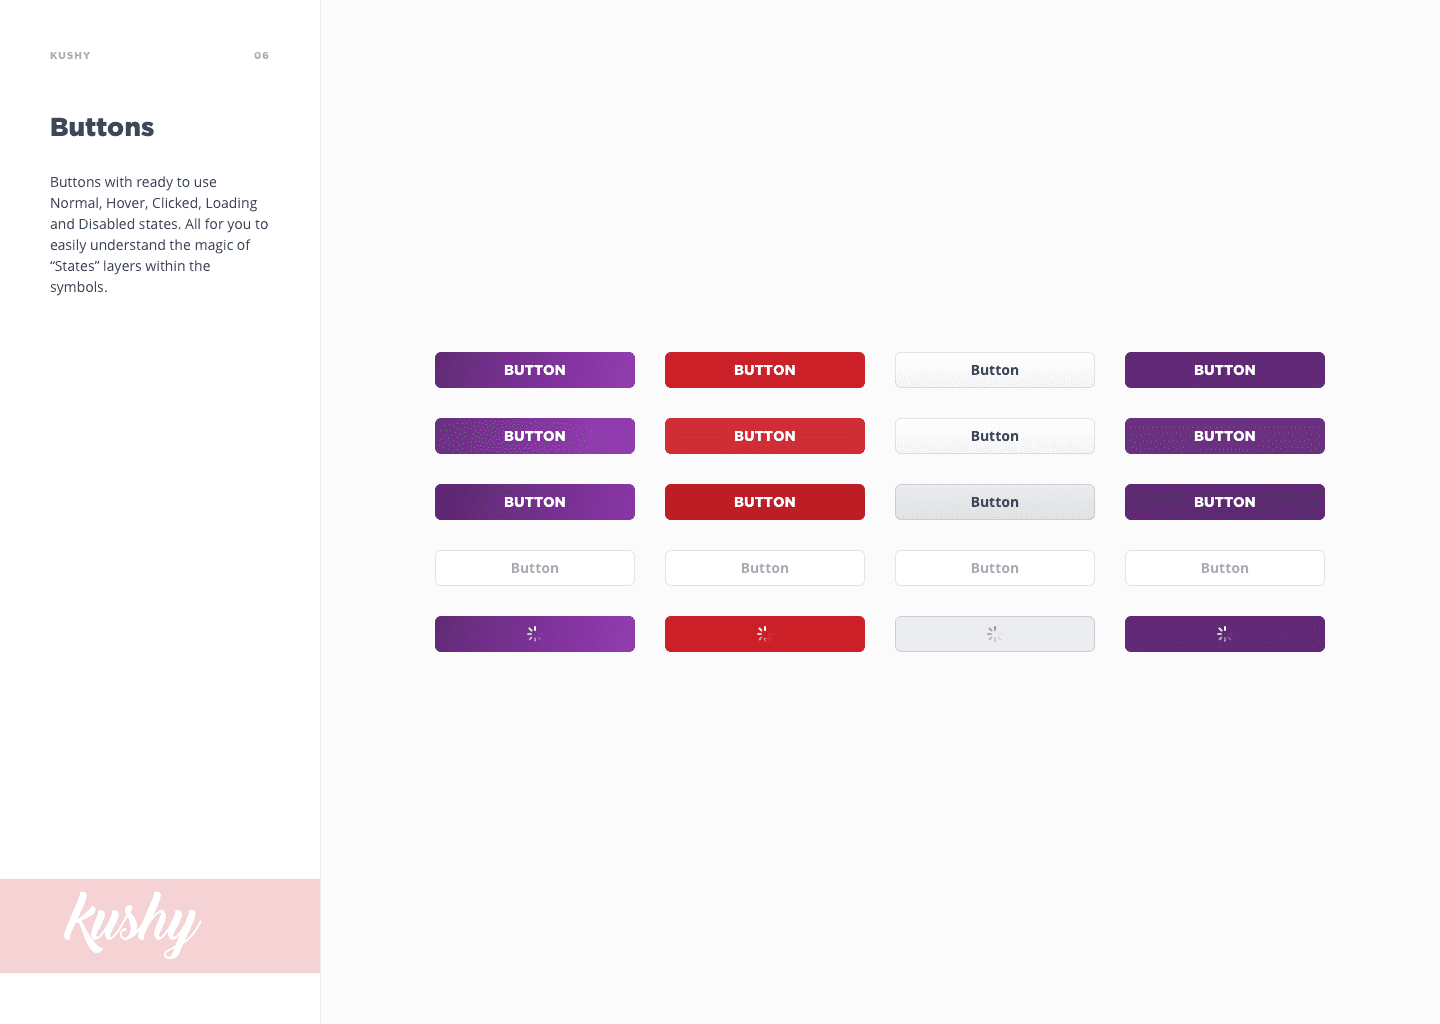 KUSHY 06
Buttons
Buttons with ready to use
Normal, Hover, Clicked, Loading
and Disabled states. All for you to
easily understand the magic of
“States” layers within the
symbols.
BUTTON BUTTON Button BUTTON
BUTTON BUTTON Button BUTTON
BUTTON BUTTON Button BUTTON
Button Button Button Button
kushy